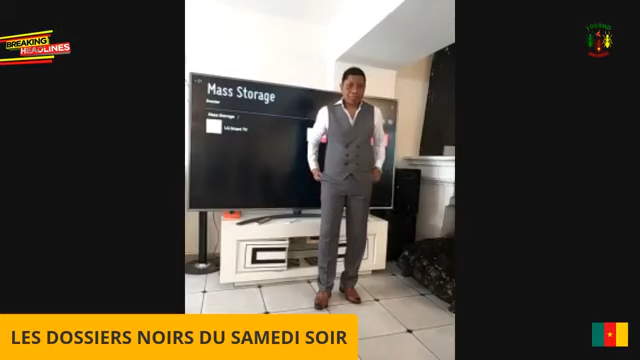 BREAKING
HEADLINES
Mass Storage
Mass Storage /
LG Smart TV
LES DOSSIERS NOIRS DU SAMEDI SOIR